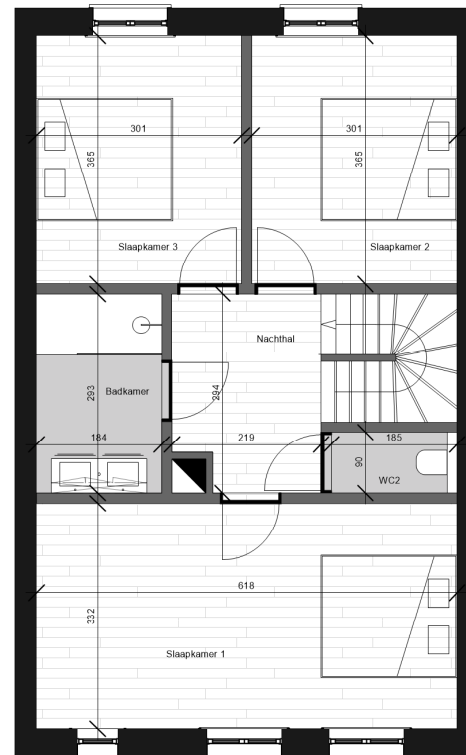 301
301
365
365
Slaapkamer 3
Slaapkamer 2
Nachthal
Badkamer
293
294
184
219
185
90
WC2
618
332
Slaapkamer 1